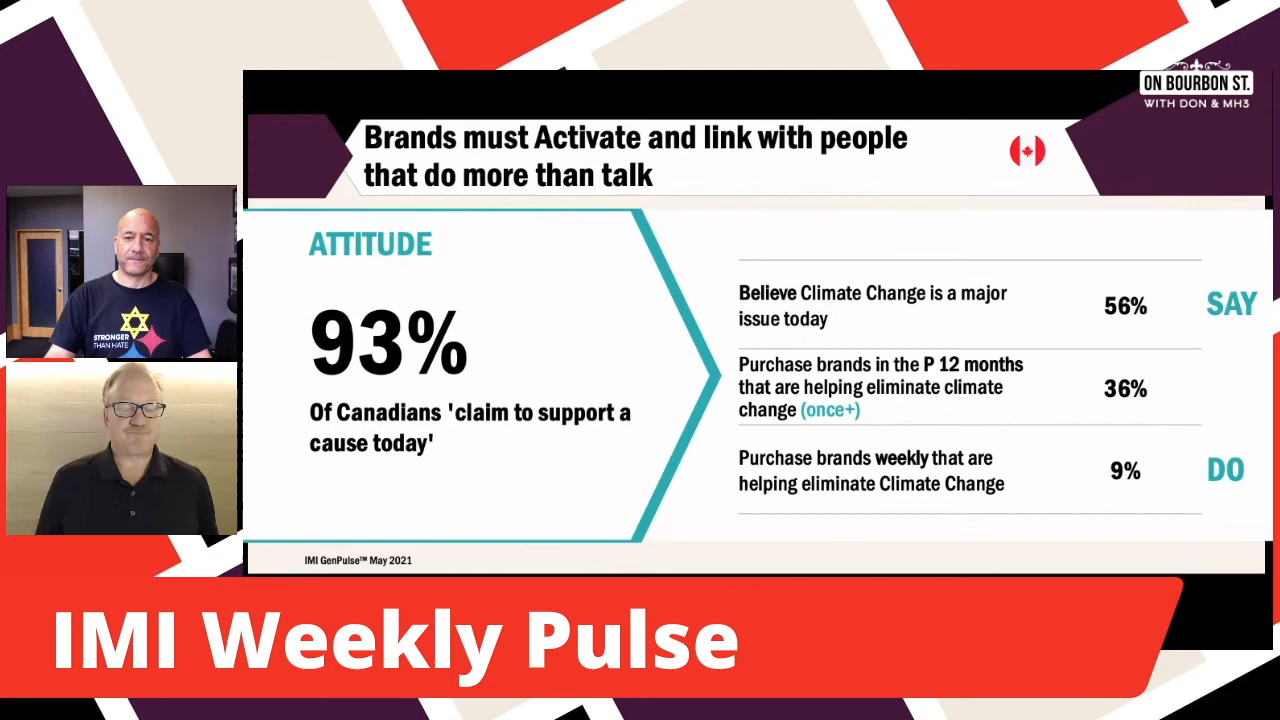 ON BOURBON ST.
WITH DON & MH3
Brands must Activate and link with people
that do more than talk
STRONGER
THAN HATE
ATTITUDE
93%
Of Canadians 'claim to support a
cause today'
Believe Climate Change is a major
issue today
56%
SAY
Purchase brands in the P 12 months
that are helping eliminate climate
change (once+)
36%
Purchase brands weekly that are
helping eliminate Climate Change
9%
DO
IMI GenPulse™ May 2021
IMI Weekly Pulse